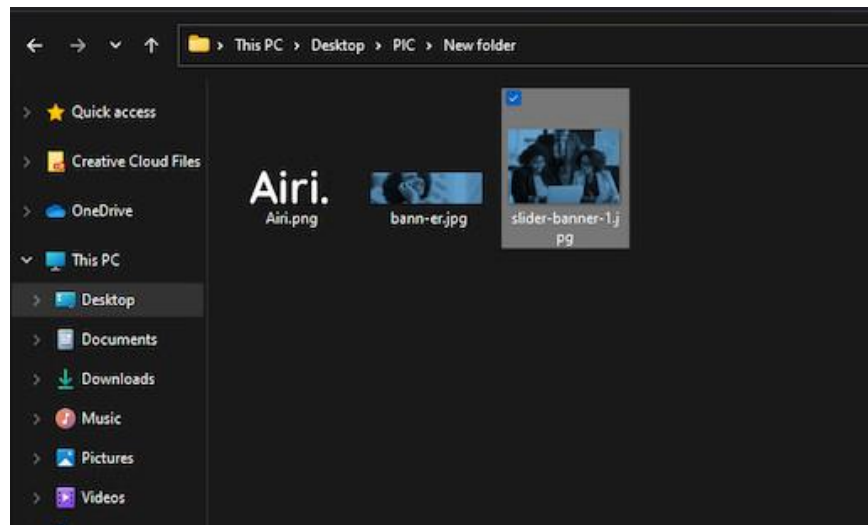 This PC > Desktop > PIC > New folder
Quick access
Creative Cloud Files
OneDrive
This PC
Desktop
Documents
Downloads
Music
Pictures
Videos
Airi.
Airi.png
bann-er.jpg
slider-banner-1.j
pg